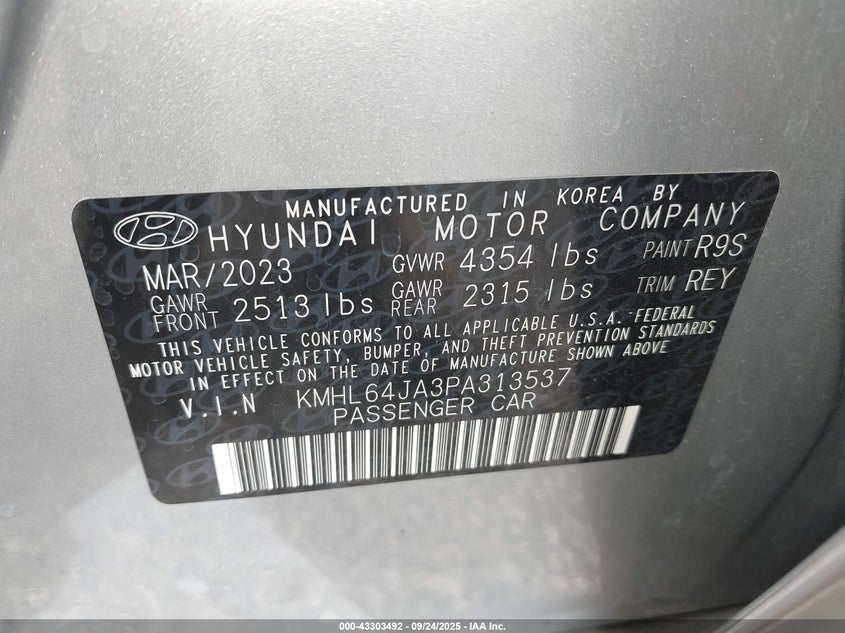 MANUFACTURED IN KOREA BY
HYUNDAI MOTOR COMPANY
MAR/2023 GVWR 4354 lbs PAINT R9S
GAWR FRONT 2513 lbs GAWR REAR 2315 lbs TRIM REY
THIS VEHICLE CONFORMS TO ALL APPLICABLE U.S.A. FEDERAL
MOTOR VEHICLE SAFETY, BUMPER, AND THEFT PREVENTION STANDARDS
IN EFFECT ON THE DATE OF MANUFACTURE SHOWN ABOVE
V.I.N KMHL64JA3PA313537
PASSENGER CAR
000-43303492 - 09/24/2025 - IAA Inc.